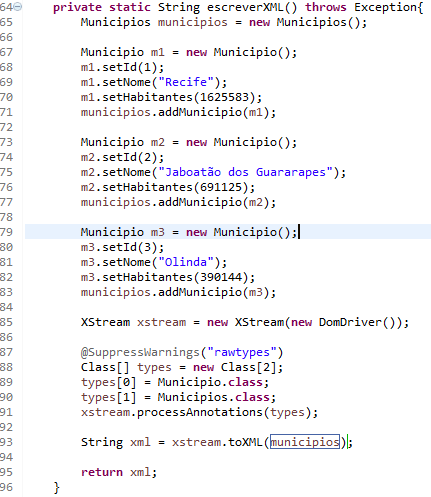 64 private static String escreverXML() throws Exception{
65 Municipios municipios = new Municipios();
66
67 Municipio m1 = new Municipio();
68 m1.setId(1);
69 m1.setNome("Recife");
70 m1.setHabitantes(1625583);
71 municipios.addMunicipio(m1);
72
73 Municipio m2 = new Municipio();
74 m2.setId(2);
75 m2.setNome("Jaboatão dos Guararapes");
76 m2.setHabitantes(691125);
77 municipios.addMunicipio(m2);
78
79 Municipio m3 = new Municipio();
80 m3.setId(3);
81 m3.setNome("Olinda");
82 m3.setHabitantes(390144);
83 municipios.addMunicipio(m3);
84
85 XStream xstream = new XStream(new DomDriver());
86
87 @SuppressWarnings("rawtypes")
88 Class[] types = new Class[2];
89 types[0] = Municipio.class;
90 types[1] = Municipios.class;
91 xstream.processAnnotations(types);
92
93 String xml = xstream.toXML(municipios);
94
95 return xml;
96 }